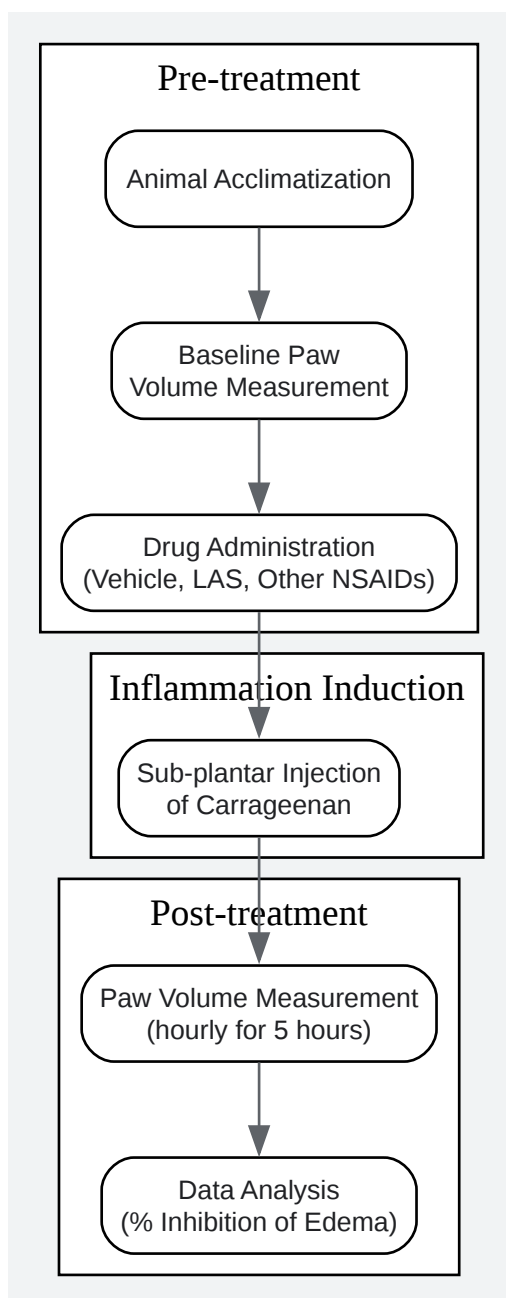 Pre-treatment
Animal Acclimatization
Baseline Paw
Volume Measurement
Drug Administration
(Vehicle, LAS, Other NSAIDs)
Inflammation Induction
Sub-plantar Injection
of Carrageenan
Post-treatment
Paw Volume Measurement
(hourly for 5 hours)
Data Analysis
(% Inhibition of Edema)